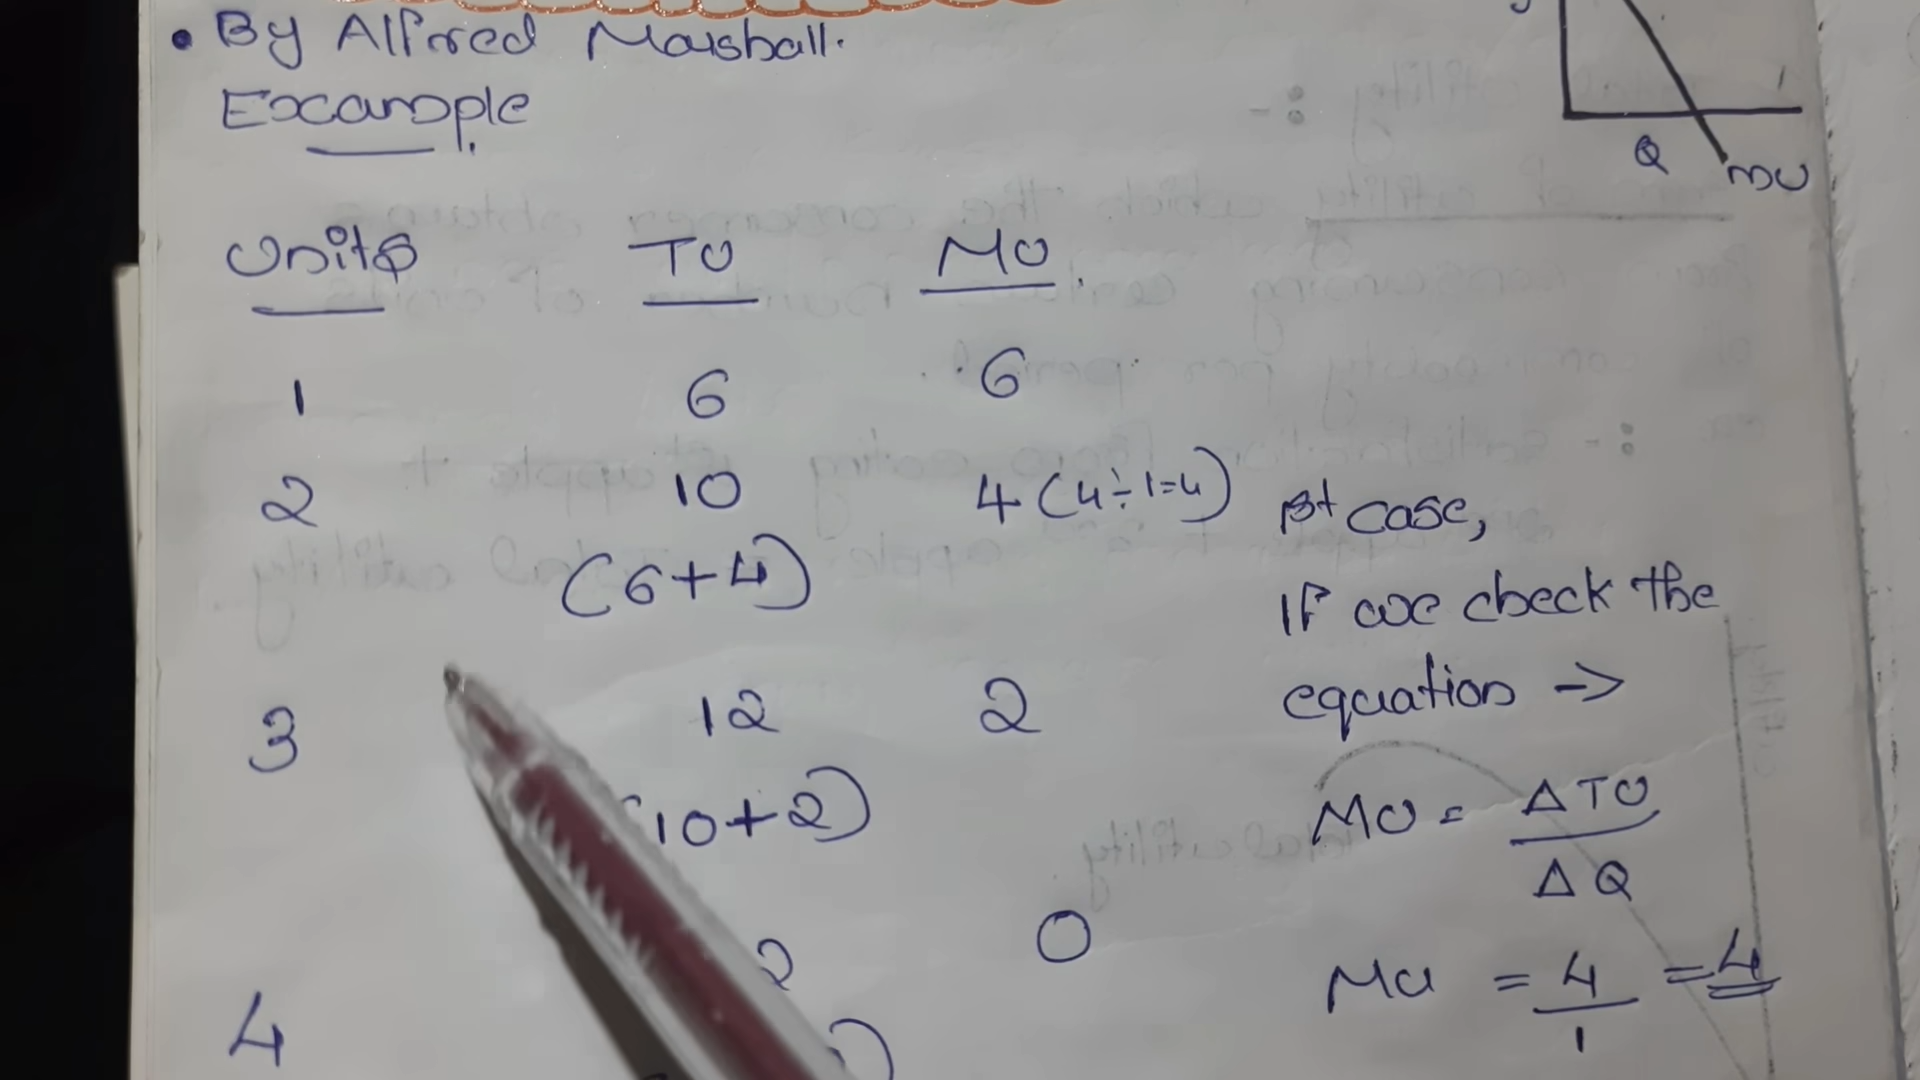 • By Alfred Marshall.
Example
Q
MU
Units TU MU
1 6 6
2 10 4 (4÷1=4)
(6+4)
1st case,
If we check the
equation →
3 12 2
(10+2)
MU = ΔTU
ΔQ
4 2 0
MU = 4 = 4
1